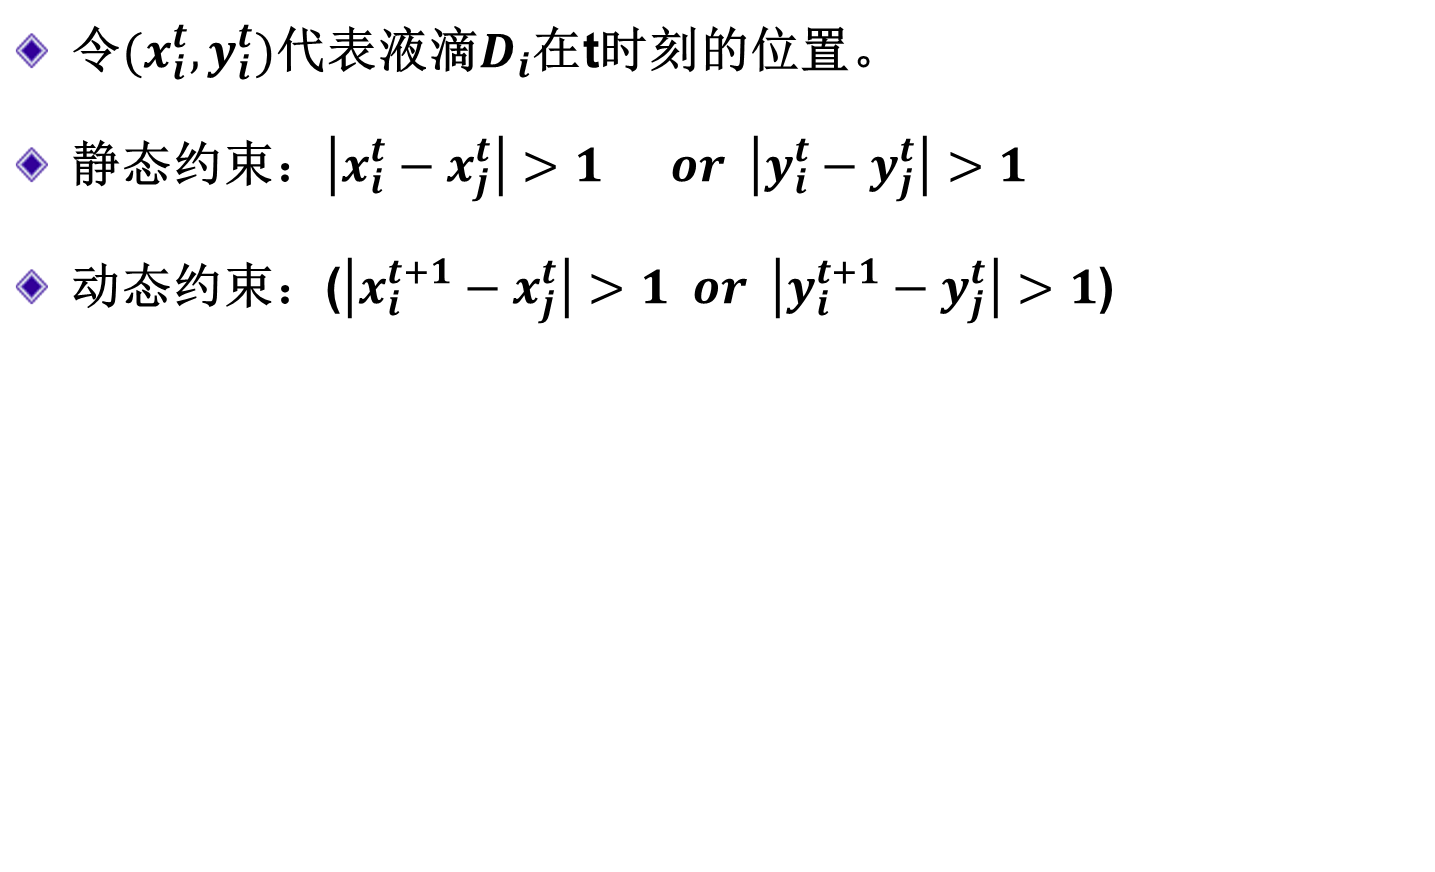 令(x_i^t, y_i^t)代表液滴D_i在t时刻的位置。
静态约束：|x_i^t − x_j^t| > 1 or |y_i^t − y_j^t| > 1
动态约束：(|x_i^{t+1} − x_j^t| > 1 or |y_i^{t+1} − y_j^t| > 1)